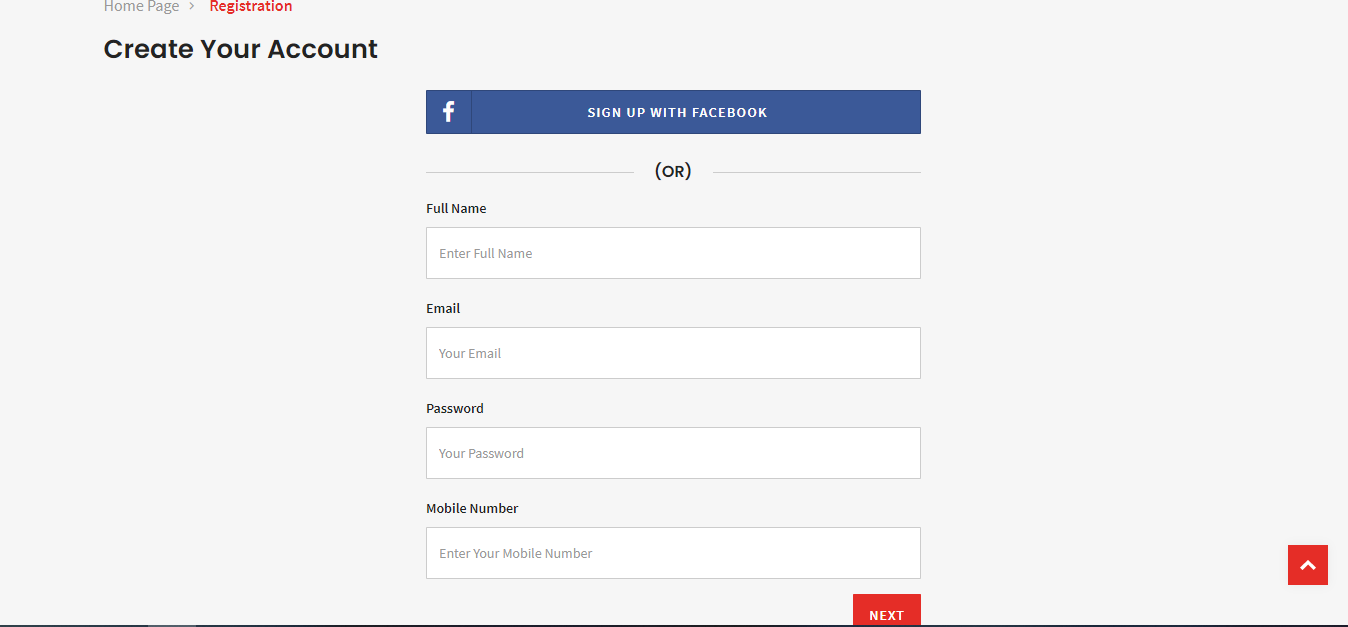 Home Page > Registration
Create Your Account
f SIGN UP WITH FACEBOOK
(OR)
Full Name
Enter Full Name
Email
Your Email
Password
Your Password
Mobile Number
Enter Your Mobile Number
NEXT